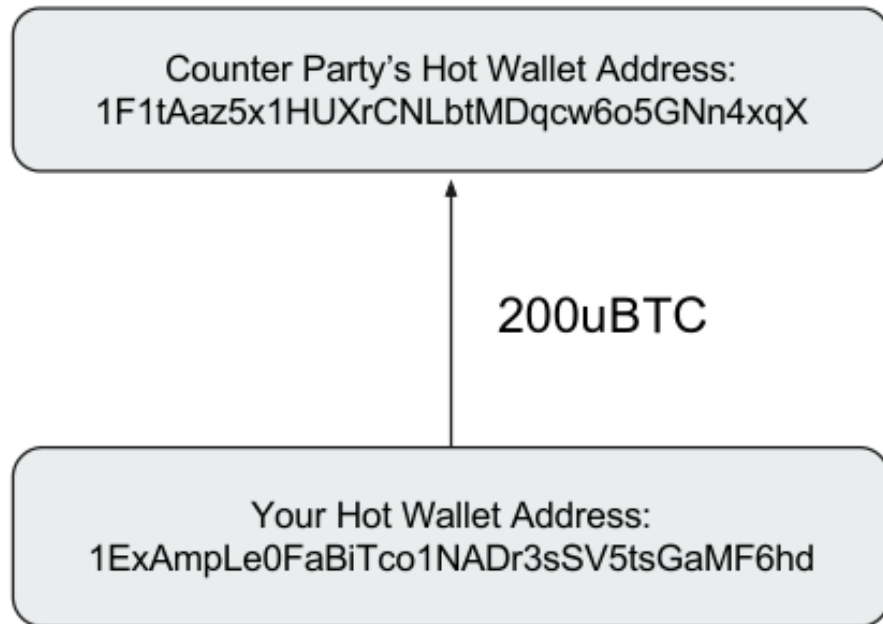 Counter Party’s Hot Wallet Address:
1F1tAaz5x1HUXrCNLbtMDqcw6o5GNn4xqX
200uBTC
Your Hot Wallet Address:
1ExAmpLe0FaBiTco1NADr3sSV5tsGaMF6hd